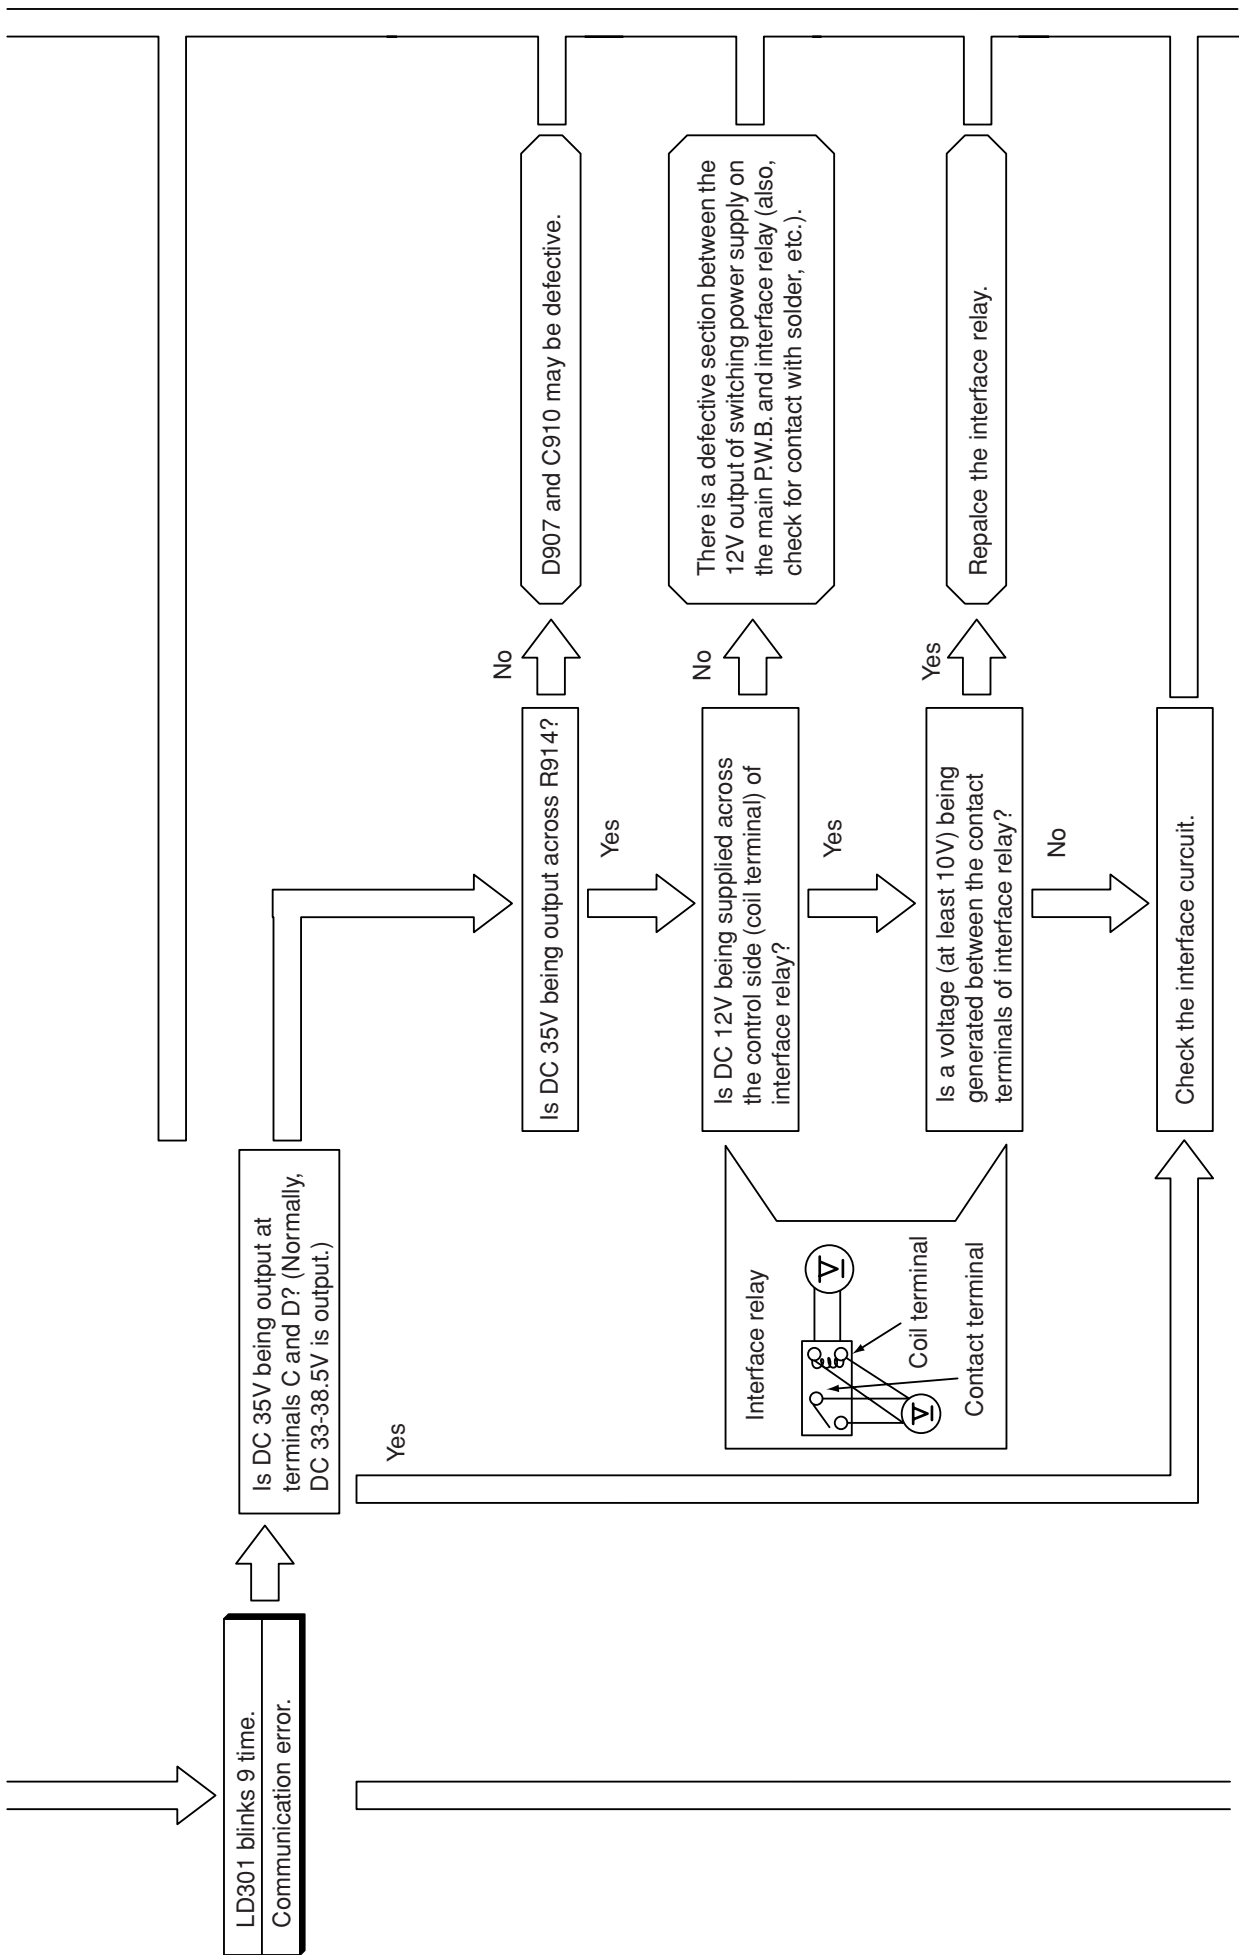 LD301 blinks 9 time.
Communication error.
Is DC 35V being output at
terminals C and D? (Normally,
DC 33-38.5V is output.)
Yes
Is DC 35V being output across R914?
No
D907 and C910 may be defective.
Yes
Is DC 12V being supplied across
the control side (coil terminal) of
interface relay?
No
There is a defective section between the
12V output of switching power supply on
the main P.W.B. and interface relay (also,
check for contact with solder, etc.).
Yes
Is a voltage (at least 10V) being
generated between the contact
terminals of interface relay?
Yes
Repalce the interface relay.
No
Check the interface circuit.
Interface relay
V
V
Coil terminal
Contact terminal